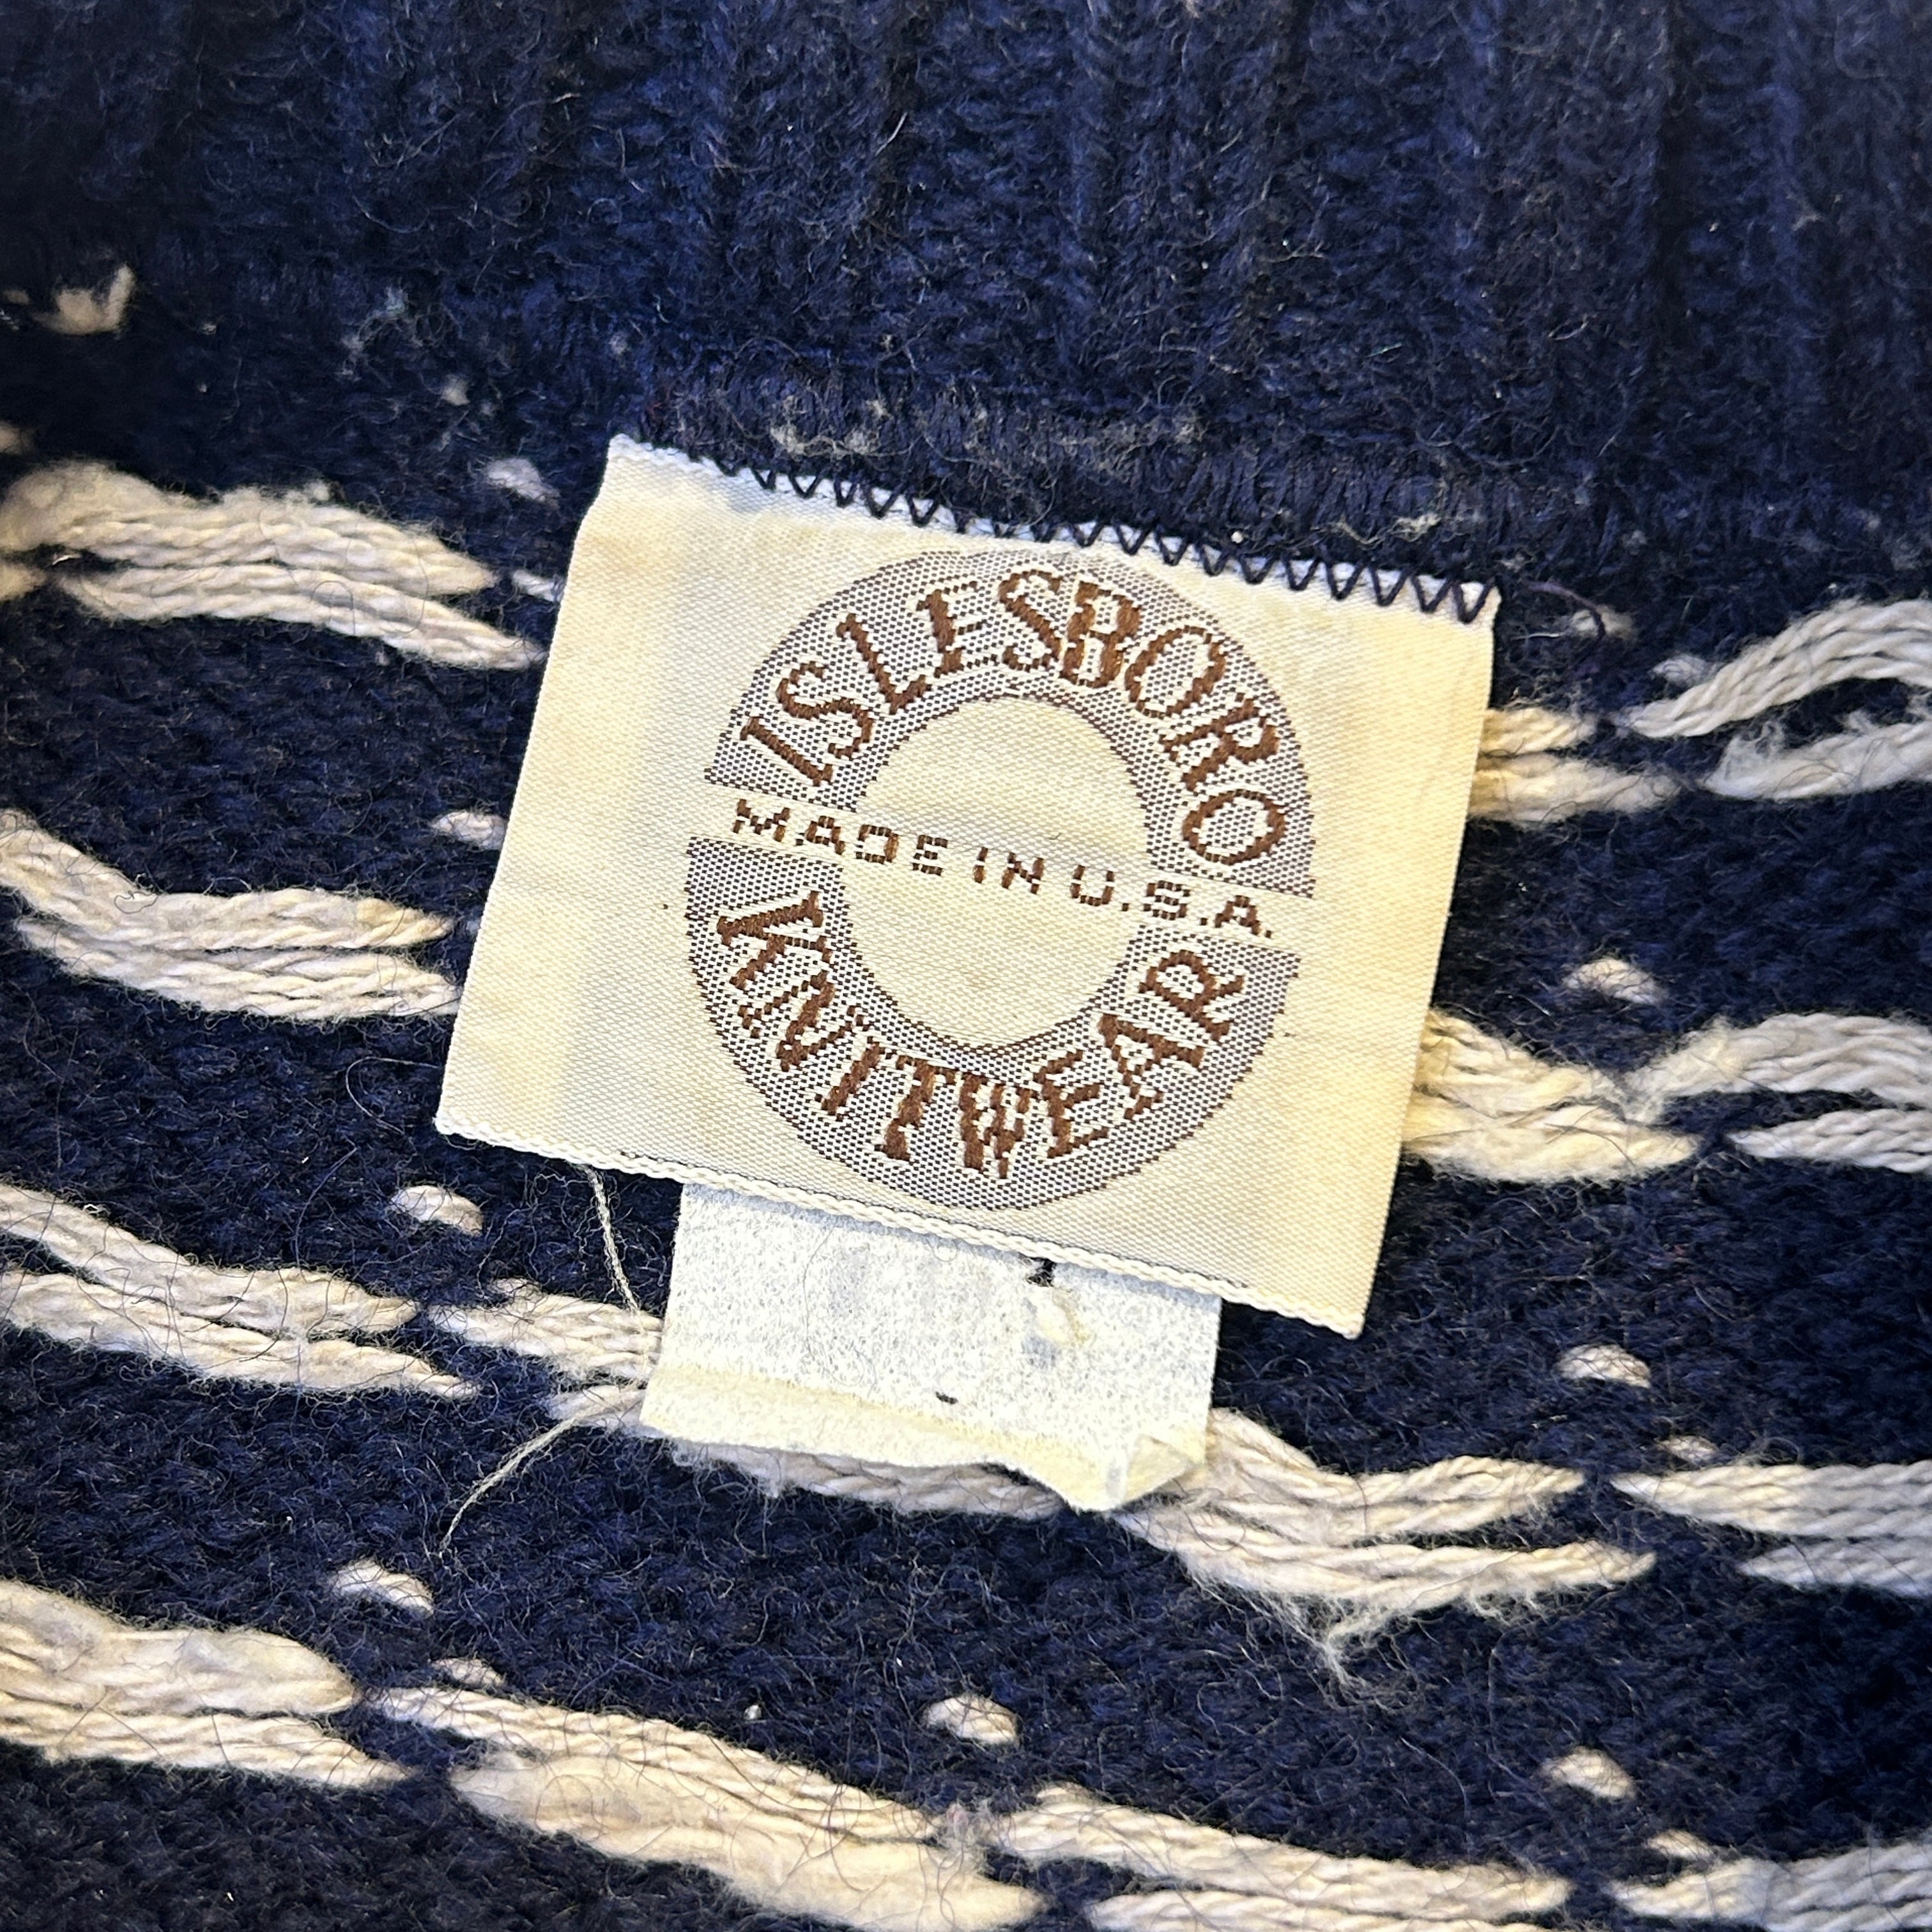 ISLESBORO
MADE IN U.S.A.
KNITWEAR